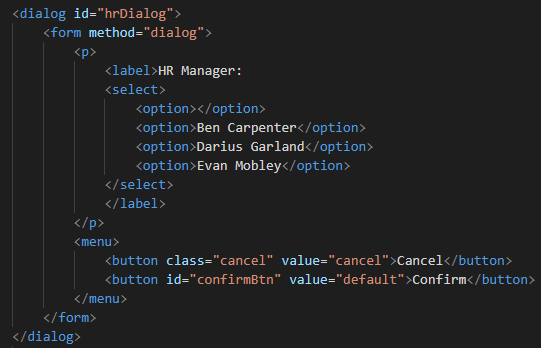 <dialog id="hrDialog">
<form method="dialog">
<p>
<label>HR Manager:
<select>
<option></option>
<option>Ben Carpenter</option>
<option>Darius Garland</option>
<option>Evan Mobley</option>
</select>
</label>
</p>
<menu>
<button class="cancel" value="cancel">Cancel</button>
<button id="confirmBtn" value="default">Confirm</button>
</menu>
</form>
</dialog>